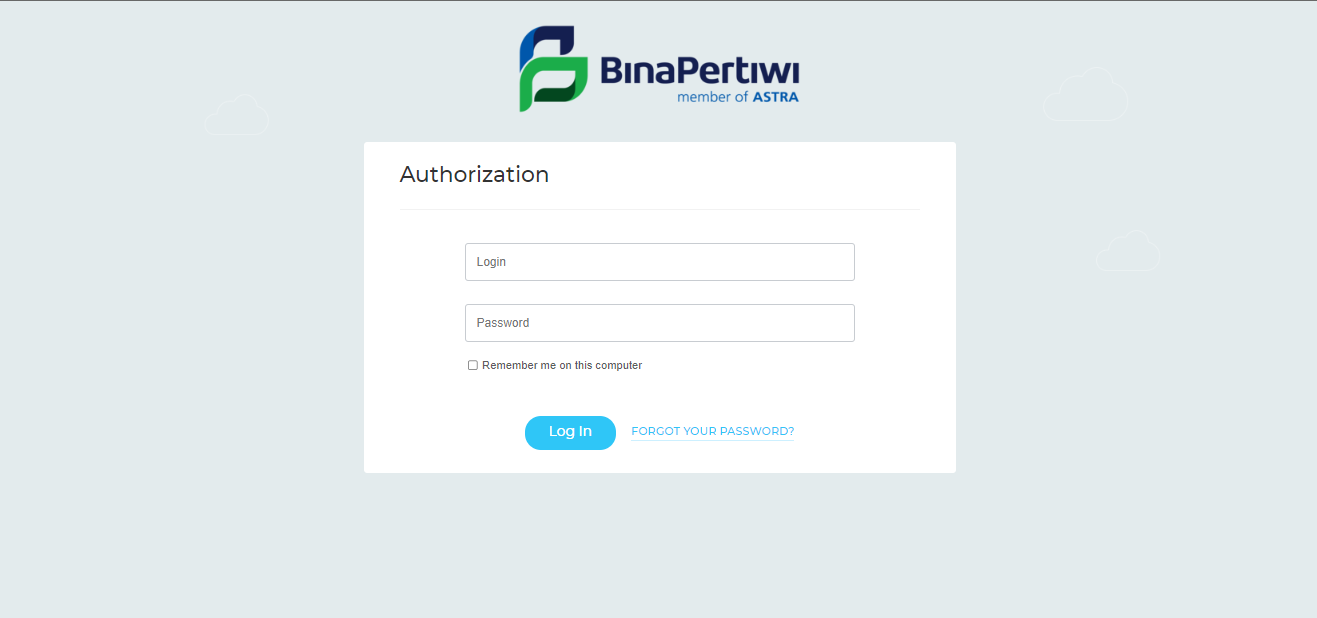 BinaPertiwi
member of ASTRA
Authorization
Login
Password
Remember me on this computer
Log In
FORGOT YOUR PASSWORD?